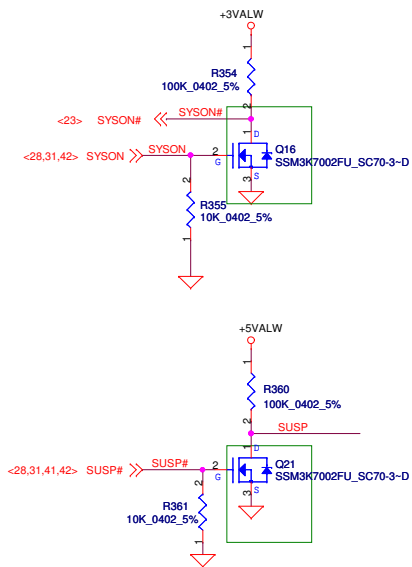 +3VALW
1
R354
100K_0402_5%
2
<23> SYSON# SYSON#
1 D
<28,31,42> SYSON SYSON 2 G Q16
SSM3K7002FU_SC70-3~D
3 S
2
R355
10K_0402_5%
1
+5VALW
1
R360
100K_0402_5%
2
SUSP
1 D
<28,31,41,42> SUSP# SUSP# 2 G Q21
SSM3K7002FU_SC70-3~D
3 S
2
R361
10K_0402_5%
1